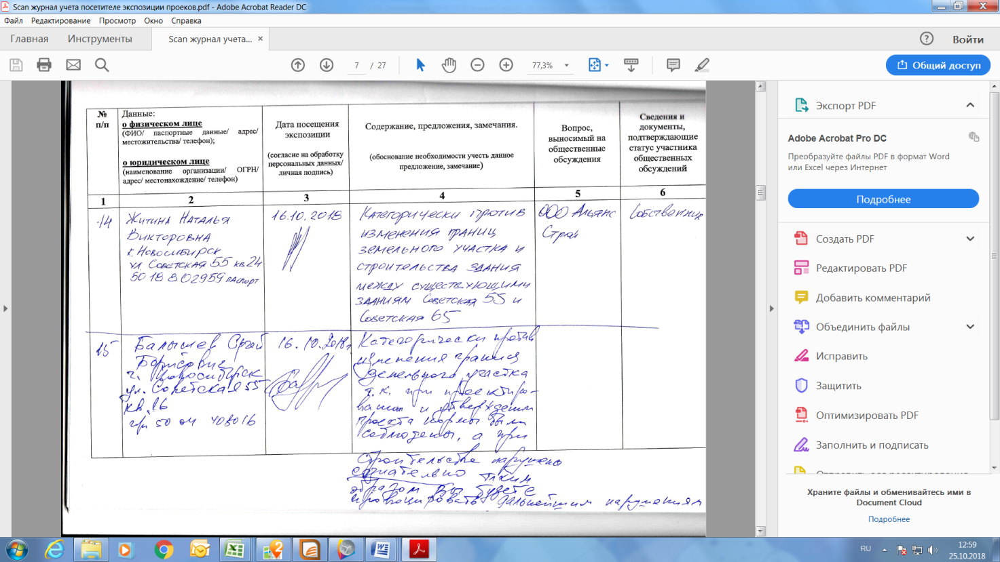 Scan журнал учета посетителе экспозиции проеков.pdf - Adobe Acrobat Reader DC
Файл Редактирование Просмотр Окно Справка
Главная Инструменты Scan журнал учета... × Войти
7 / 27 77,3% Общий доступ
№ п/п
Данные:
о физическом лице
(ФИО/ паспортные данные/ адрес/
местожительства/ телефон);
о юридическом лице
(наименование организации/ ОГРН/
адрес/ местонахождение/ телефон)
Дата посещения
экспозиции
(согласие на обработку
персональных данных/
личная подпись)
Содержание, предложения, замечания.
(обоснование необходимости учесть данное
предложение, замечание)
Вопрос,
выносимый на
общественные
обсуждения
Сведения и
документы,
подтверждающие
статус участника
общественных
обсуждений
1 2 3 4 5 6
14
Житина Наталья
Викторовна
г. Новосибирск
ул. Советская 55 кв 24
50 18 802959 паспорт
16.10.2018
Категорически против
изменения границ
земельного участка и
строительства здания
между существующими
зданиям Советская 55 и
Советская 65
ООО Альянс
Строй
Собственник
15
Балышев Сергей
Борисович
г. Новосибирск
ул. Советская 55
кв. 16
50 04 408016
16.10.2018г
Категорически против
изменения границ
земельного участка
т.к. при проектиро-
вании и утверждении
проекта нормы были
соблюдены, а при
строительстве нарушено
сознательно таким
образом Вы будете
провоцировать дальнейшим нарушениям
Экспорт PDF
Adobe Acrobat Pro DC
Преобразуйте файлы PDF в формат Word
или Excel через Интернет
Подробнее
Создать PDF
Редактировать PDF
Добавить комментарий
Объединить файлы
Исправить
Защитить
Оптимизировать PDF
Заполнить и подписать
Храните файлы и обменивайтесь ими в
Document Cloud
Подробнее
RU 12:59
25.10.2018